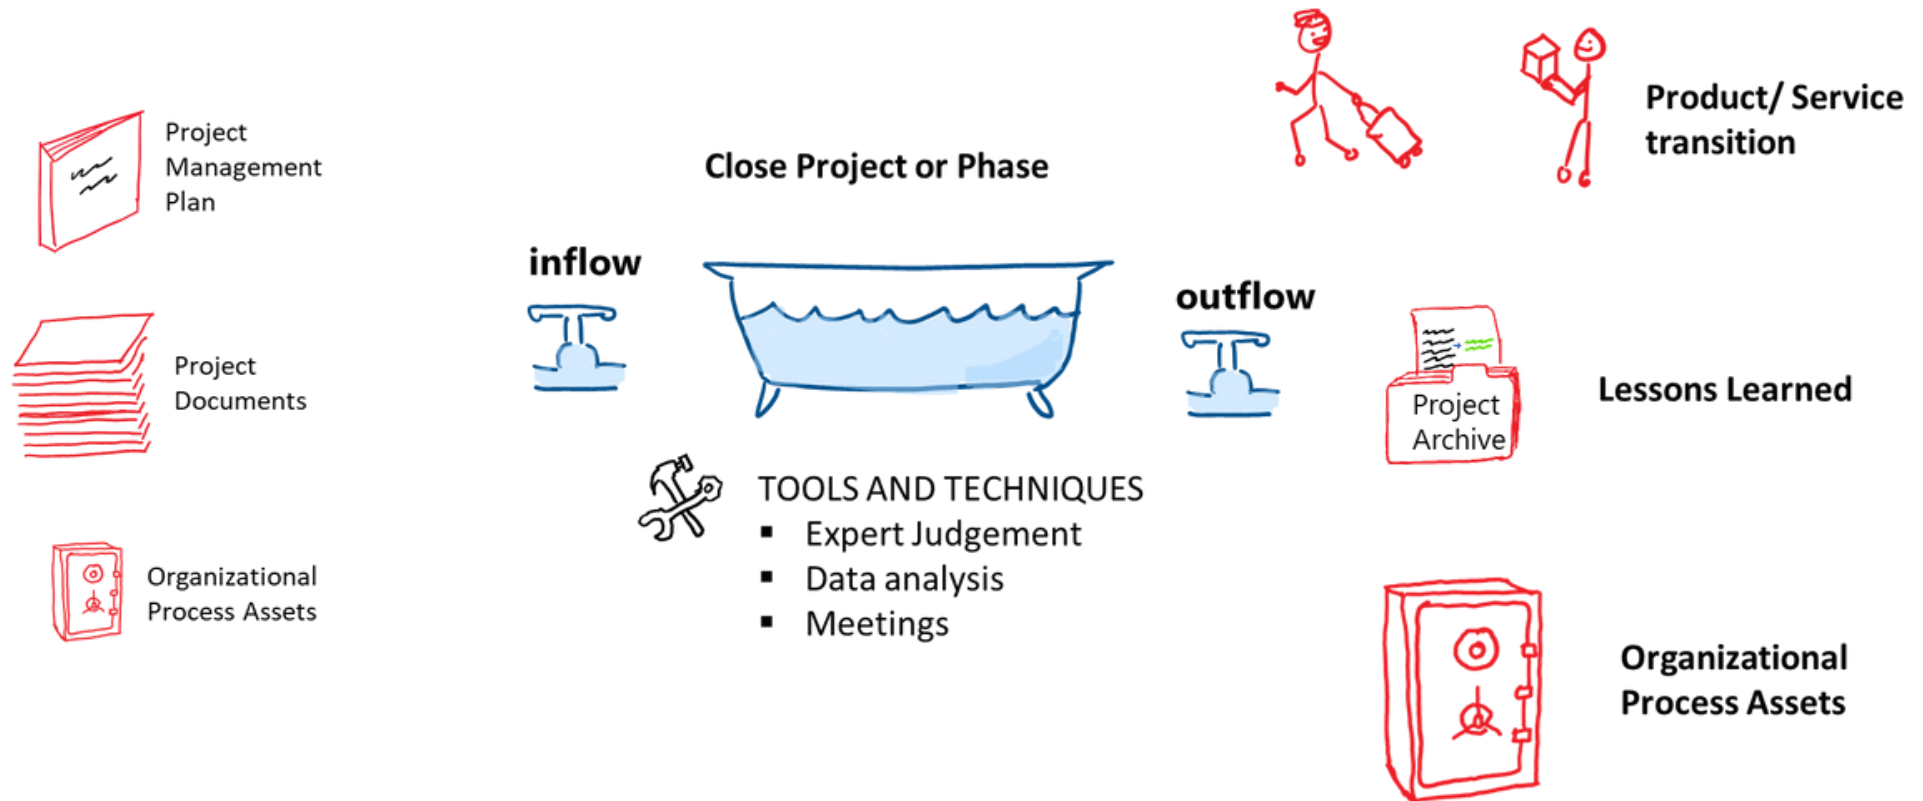 Project
Management
Plan
Project
Documents
Organizational
Process Assets
Close Project or Phase
inflow
outflow
TOOLS AND TECHNIQUES
▪ Expert Judgement
▪ Data analysis
▪ Meetings
Product/ Service
transition
Project
Archive
Lessons Learned
Organizational
Process Assets